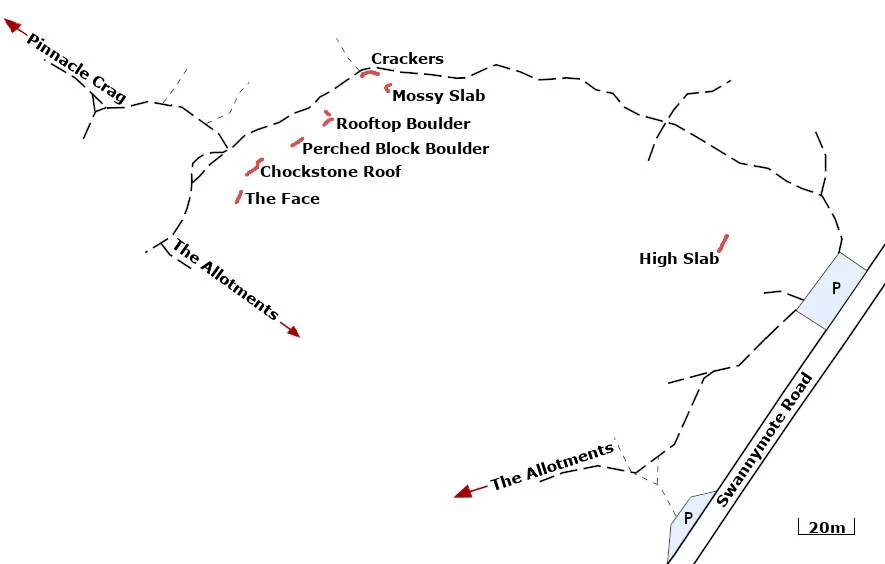 Pinnacle Crag
Crackers
Mossy Slab
Rooftop Boulder
Perched Block Boulder
Chockstone Roof
The Face
The Allotments
High Slab
P
Swannymote Road
The Allotments
P
20m